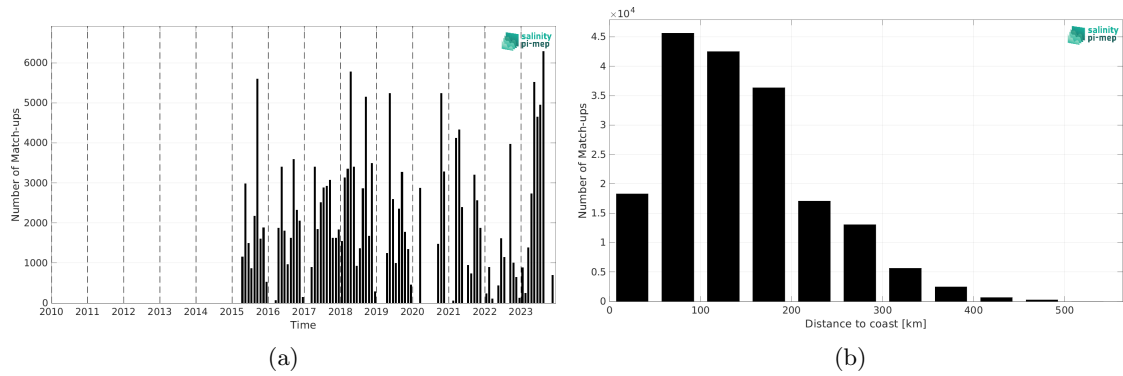 salinity
pi-mep
Number of Match-ups
6000
5000
4000
3000
2000
1000
0
2010 2011 2012 2013 2014 2015 2016 2017 2018 2019 2020 2021 2022 2023
Time
(a)
×10⁴
salinity
pi-mep
Number of Match-ups
4.5
4
3.5
3
2.5
2
1.5
1
0.5
0
0 100 200 300 400 500
Distance to coast [km]
(b)